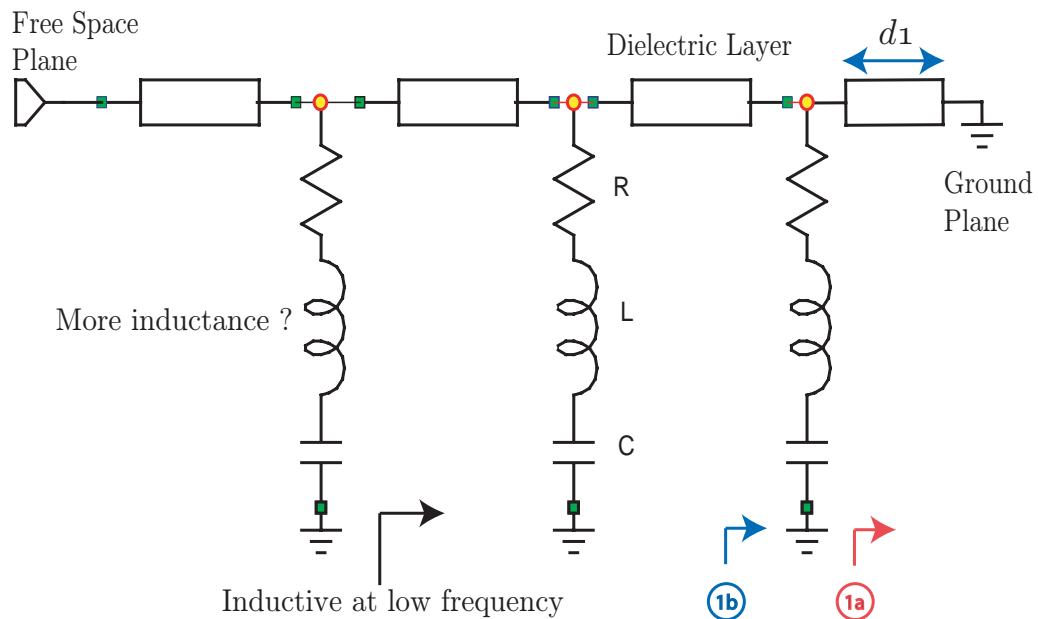 Free Space
Plane
Dielectric Layer
d1
Ground
Plane
R
More inductance ?
L
C
Inductive at low frequency
1b
1a